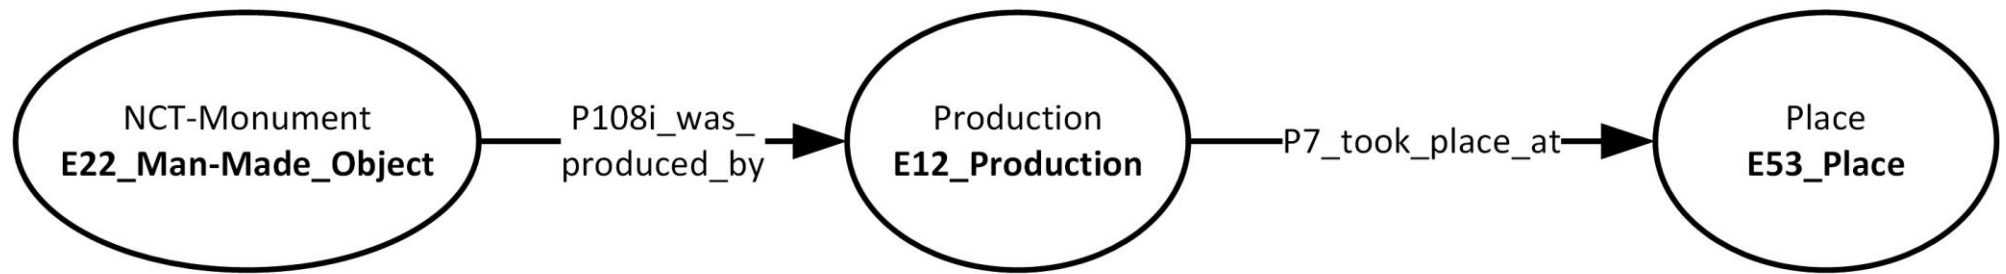 NCT-Monument
E22_Man-Made_Object
P108i_was_
produced_by
Production
E12_Production
P7_took_place_at
Place
E53_Place